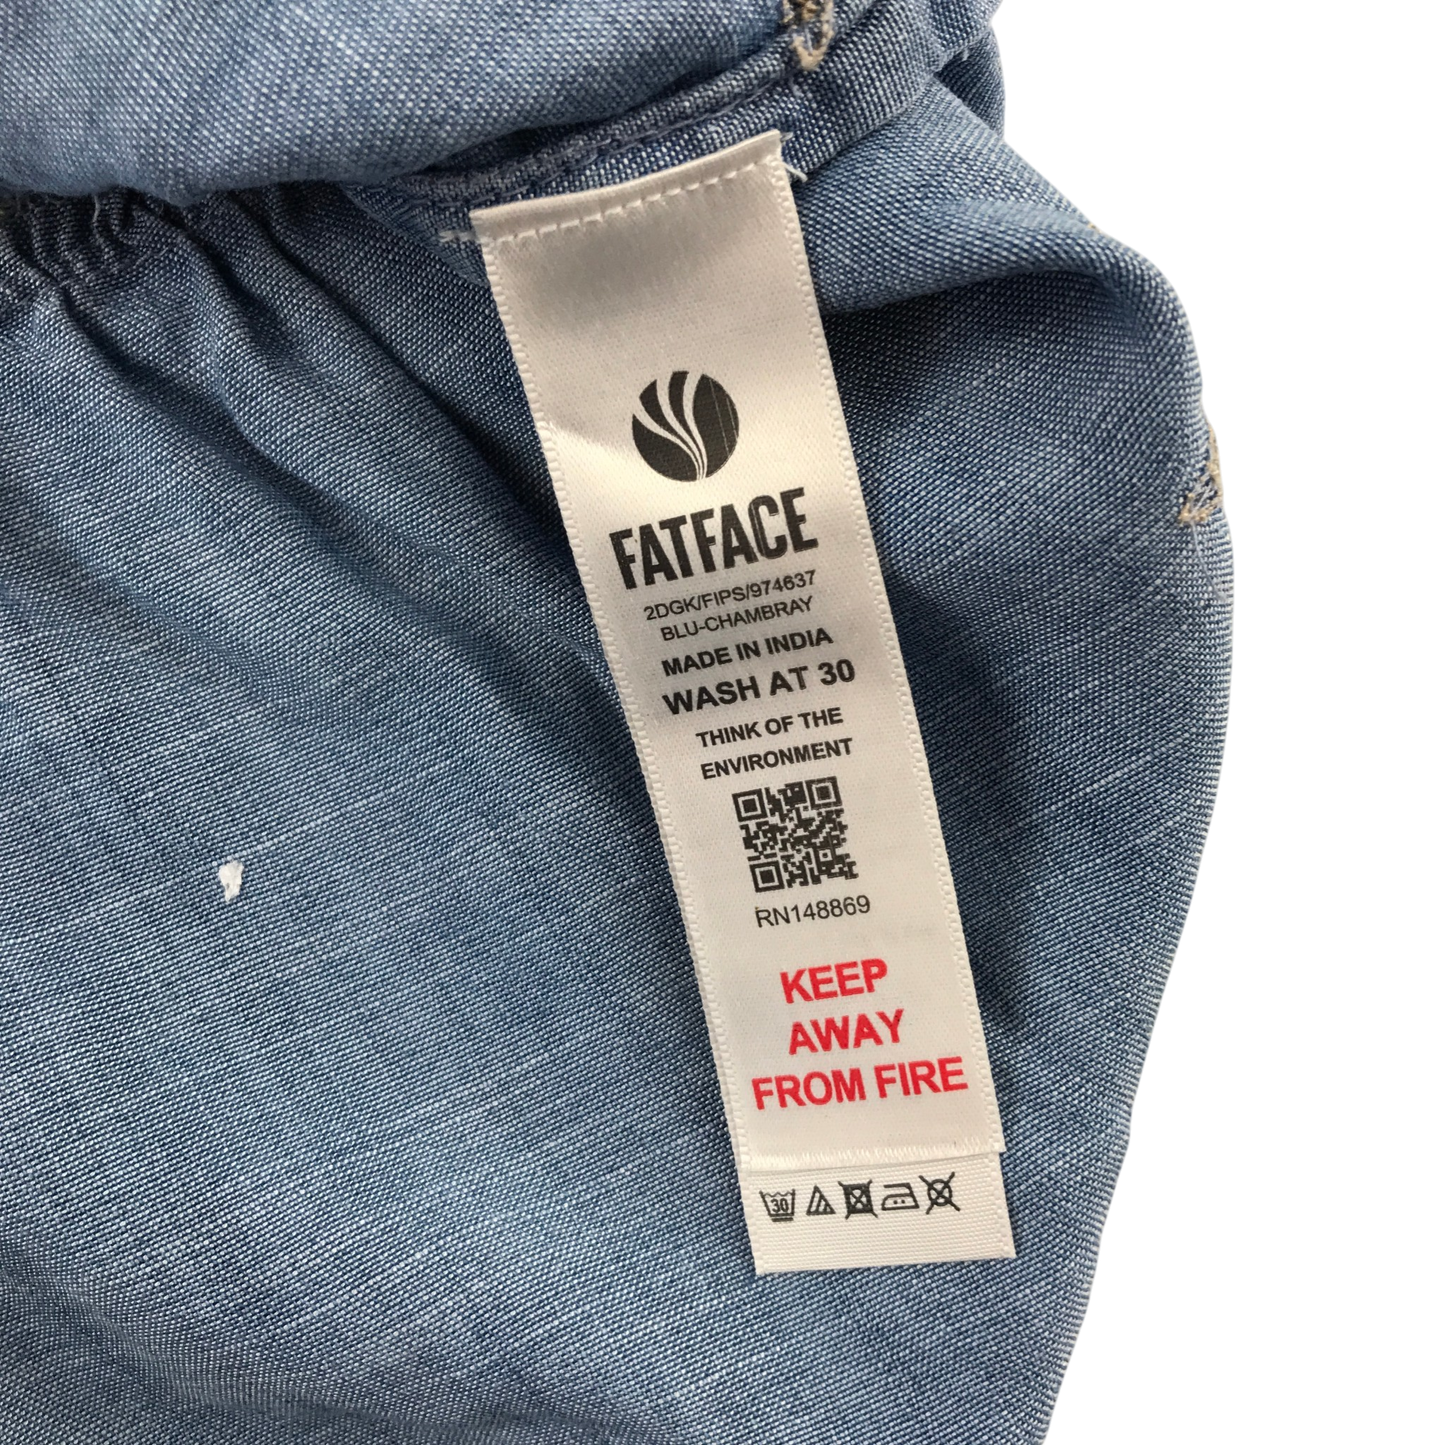 FATFACE
2DGK/FIPS/974637
BLU-CHAMBRAY
MADE IN INDIA
WASH AT 30
THINK OF THE
ENVIRONMENT
RN148869
KEEP
AWAY
FROM FIRE
30